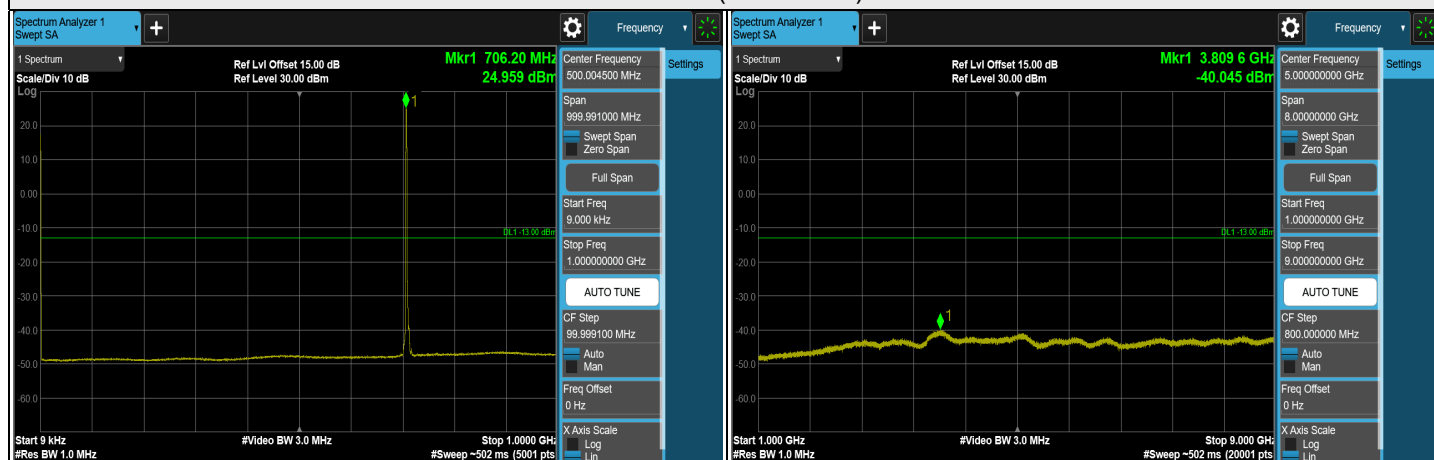 Spectrum Analyzer 1
Swept SA
+
Frequency
1 Spectrum
Scale/Div 10 dB
Log
Ref Lvl Offset 15.00 dB
Ref Level 30.00 dBm
Mkr1 706.20 MHz
24.959 dBm
1
20.0
10.0
0.00
-10.0
DL1 -13.00 dBm
-20.0
-30.0
-40.0
-50.0
-60.0
Start 9 kHz
#Res BW 1.0 MHz
#Video BW 3.0 MHz
Stop 1.0000 GHz
#Sweep ~502 ms (5001 pts
Center Frequency
500.004500 MHz
Settings
Span
999.991000 MHz
Swept Span
Zero Span
Full Span
Start Freq
9.000 kHz
Stop Freq
1.000000000 GHz
AUTO TUNE
CF Step
99.999100 MHz
Auto
Man
Freq Offset
0 Hz
X Axis Scale
Log
Lin
Spectrum Analyzer 1
Swept SA
+
Frequency
1 Spectrum
Scale/Div 10 dB
Log
Ref Lvl Offset 15.00 dB
Ref Level 30.00 dBm
Mkr1 3.809 6 GHz
-40.045 dBm
1
20.0
10.0
0.00
-10.0
DL1 -13.00 dBm
-20.0
-30.0
-40.0
-50.0
-60.0
Start 1.000 GHz
#Res BW 1.0 MHz
#Video BW 3.0 MHz
Stop 9.000 GHz
#Sweep ~502 ms (20001 pts
Center Frequency
5.000000000 GHz
Settings
Span
8.00000000 GHz
Swept Span
Zero Span
Full Span
Start Freq
1.000000000 GHz
Stop Freq
9.000000000 GHz
AUTO TUNE
CF Step
800.000000 MHz
Auto
Man
Freq Offset
0 Hz
X Axis Scale
Log
Lin